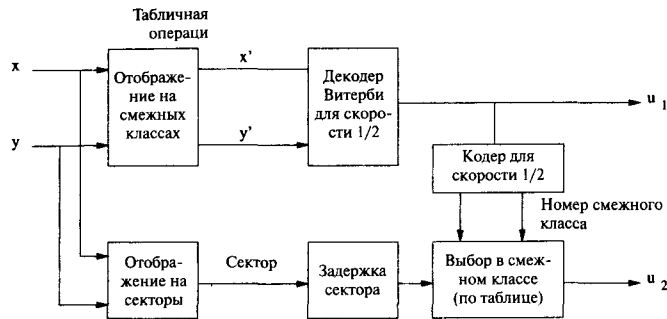 Табличная
операци
x
y
Отображе-
ние на
смежных
классах
x'
y'
Декодер
Витерби
для скоро-
сти 1/2
u 1
Кодер для
скорости 1/2
Номер смежного
класса
Отобра-
жение на
секторы
Сектор
Задержка
сектора
Выбор в смеж-
ном классе
(по таблице)
u 2